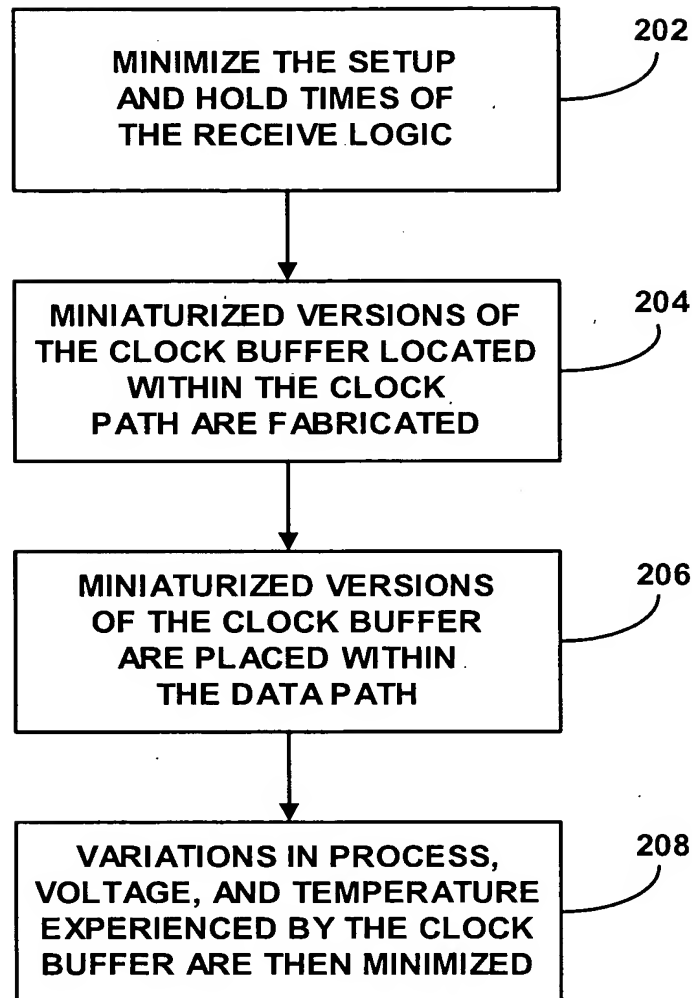 202
MINIMIZE THE SETUP
AND HOLD TIMES OF
THE RECEIVE LOGIC
204
MINIATURIZED VERSIONS OF
THE CLOCK BUFFER LOCATED
WITHIN THE CLOCK
PATH ARE FABRICATED
206
MINIATURIZED VERSIONS
OF THE CLOCK BUFFER
ARE PLACED WITHIN
THE DATA PATH
208
VARIATIONS IN PROCESS,
VOLTAGE, AND TEMPERATURE
EXPERIENCED BY THE CLOCK
BUFFER ARE THEN MINIMIZED